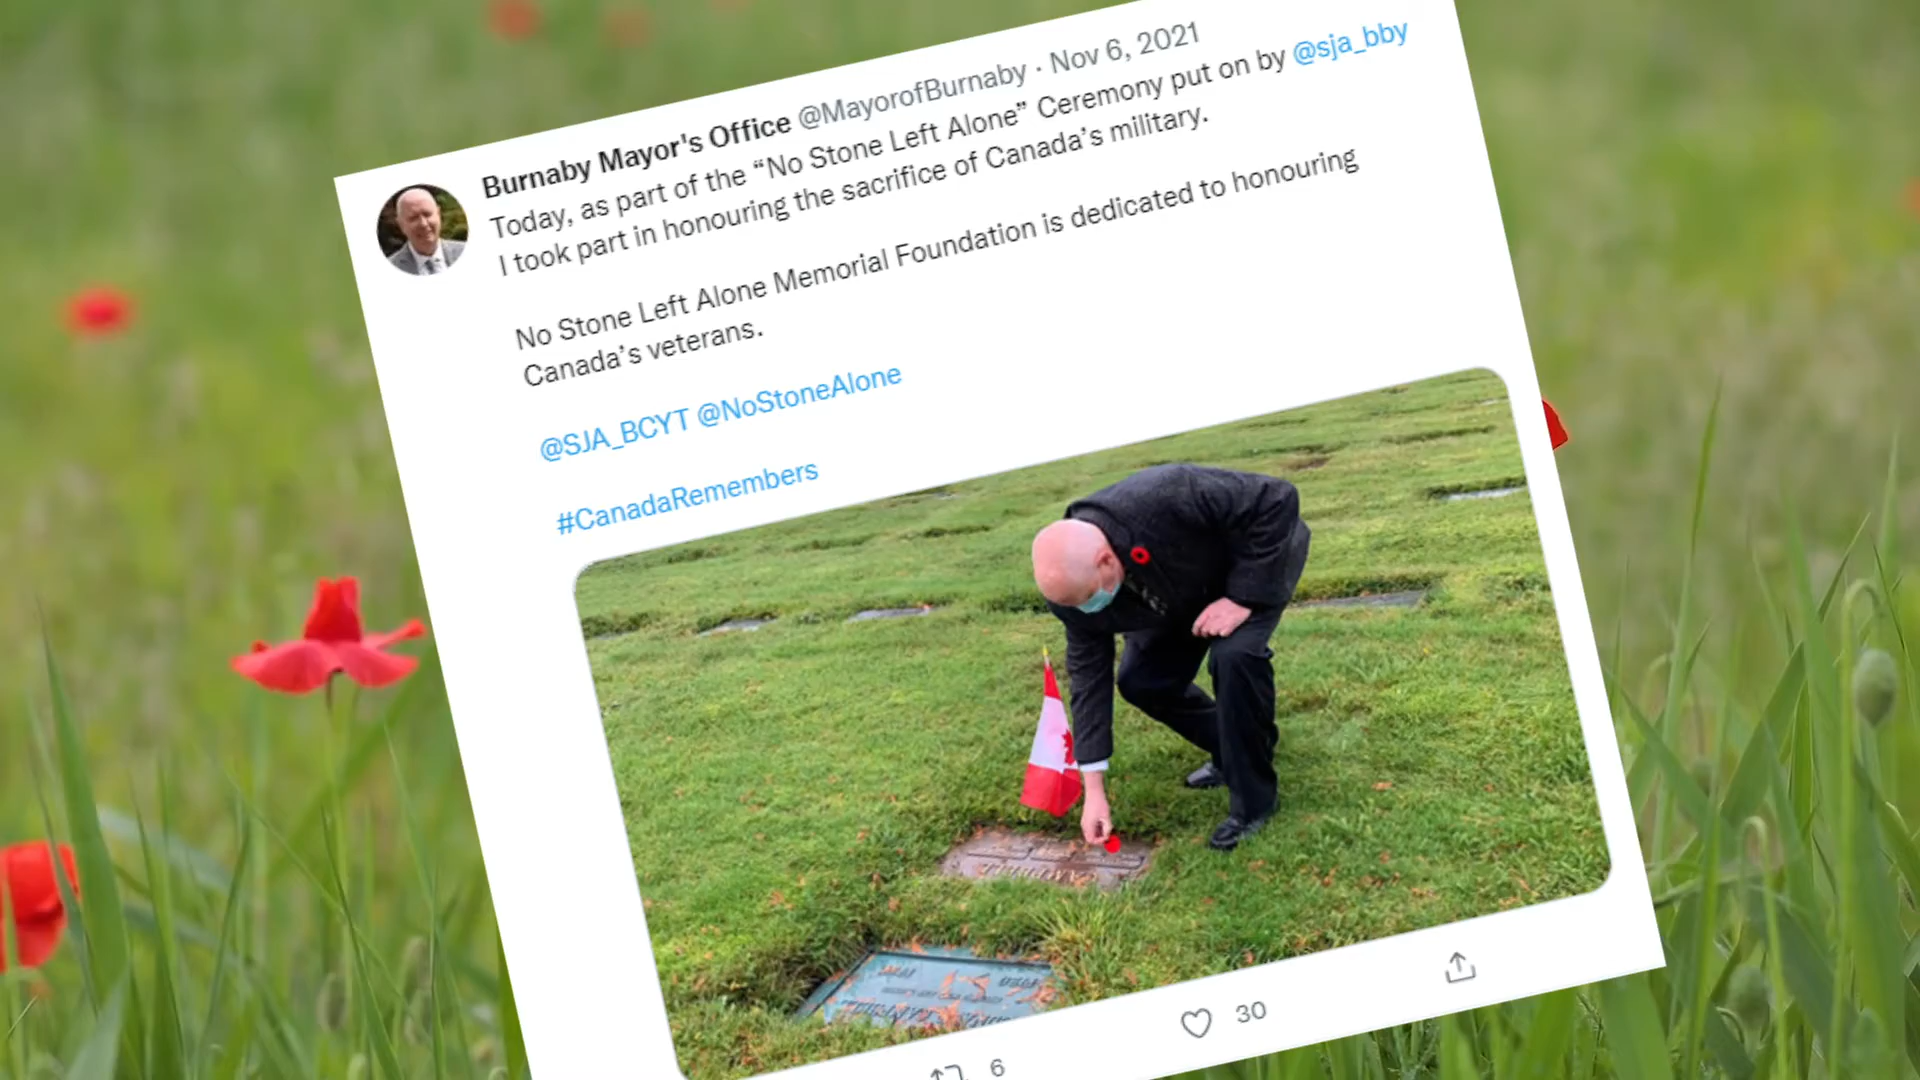 Burnaby Mayor's Office @MayorofBurnaby · Nov 6, 2021
Today, as part of the “No Stone Left Alone” Ceremony put on by @sja_bby
I took part in honouring the sacrifice of Canada’s military.
No Stone Left Alone Memorial Foundation is dedicated to honouring
Canada’s veterans.
@SJA_BCYT @NoStoneAlone
#CanadaRemembers
6
30